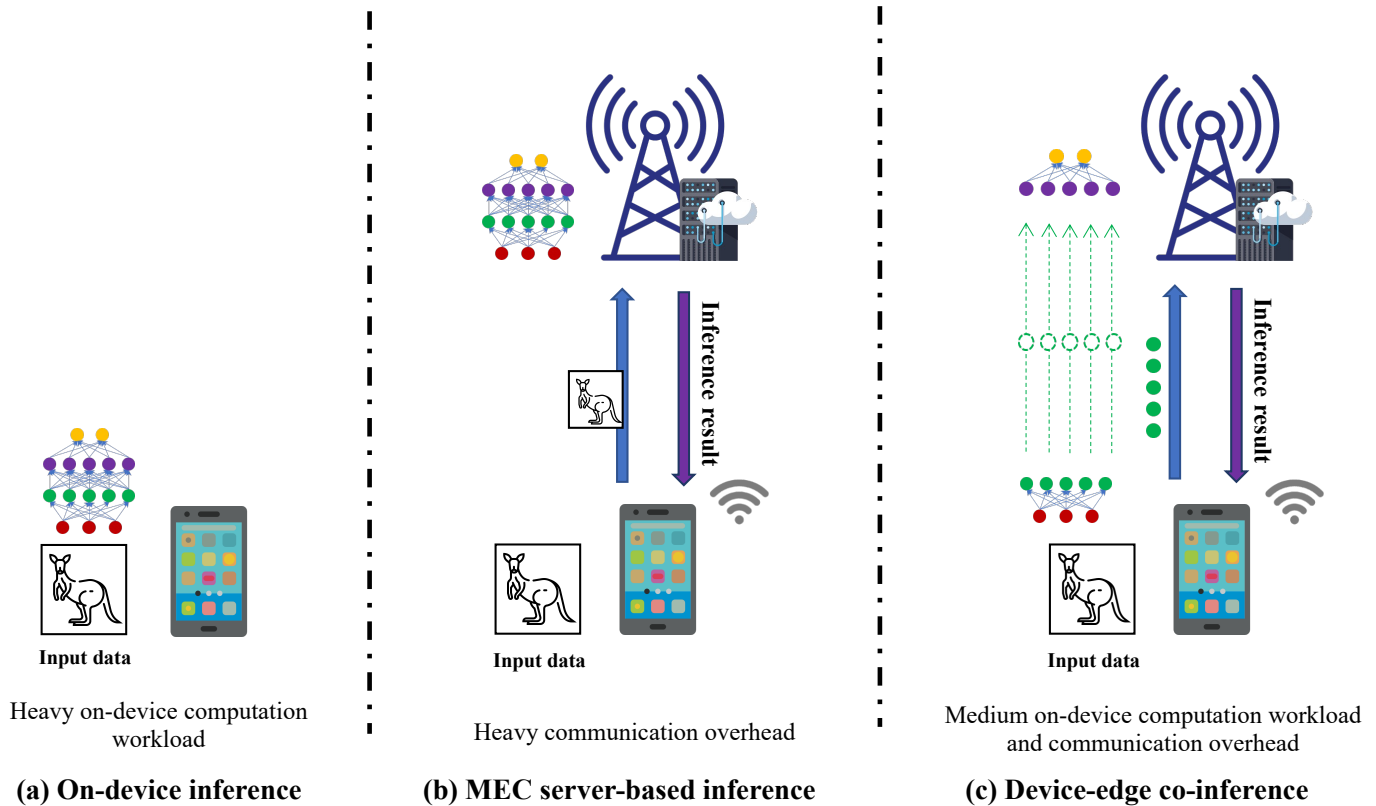 Inference result
Inference result
Input data
Input data
Input data
Heavy on-device computation
workload
Heavy communication overhead
Medium on-device computation workload
and communication overhead
(a) On-device inference
(b) MEC server-based inference
(c) Device-edge co-inference